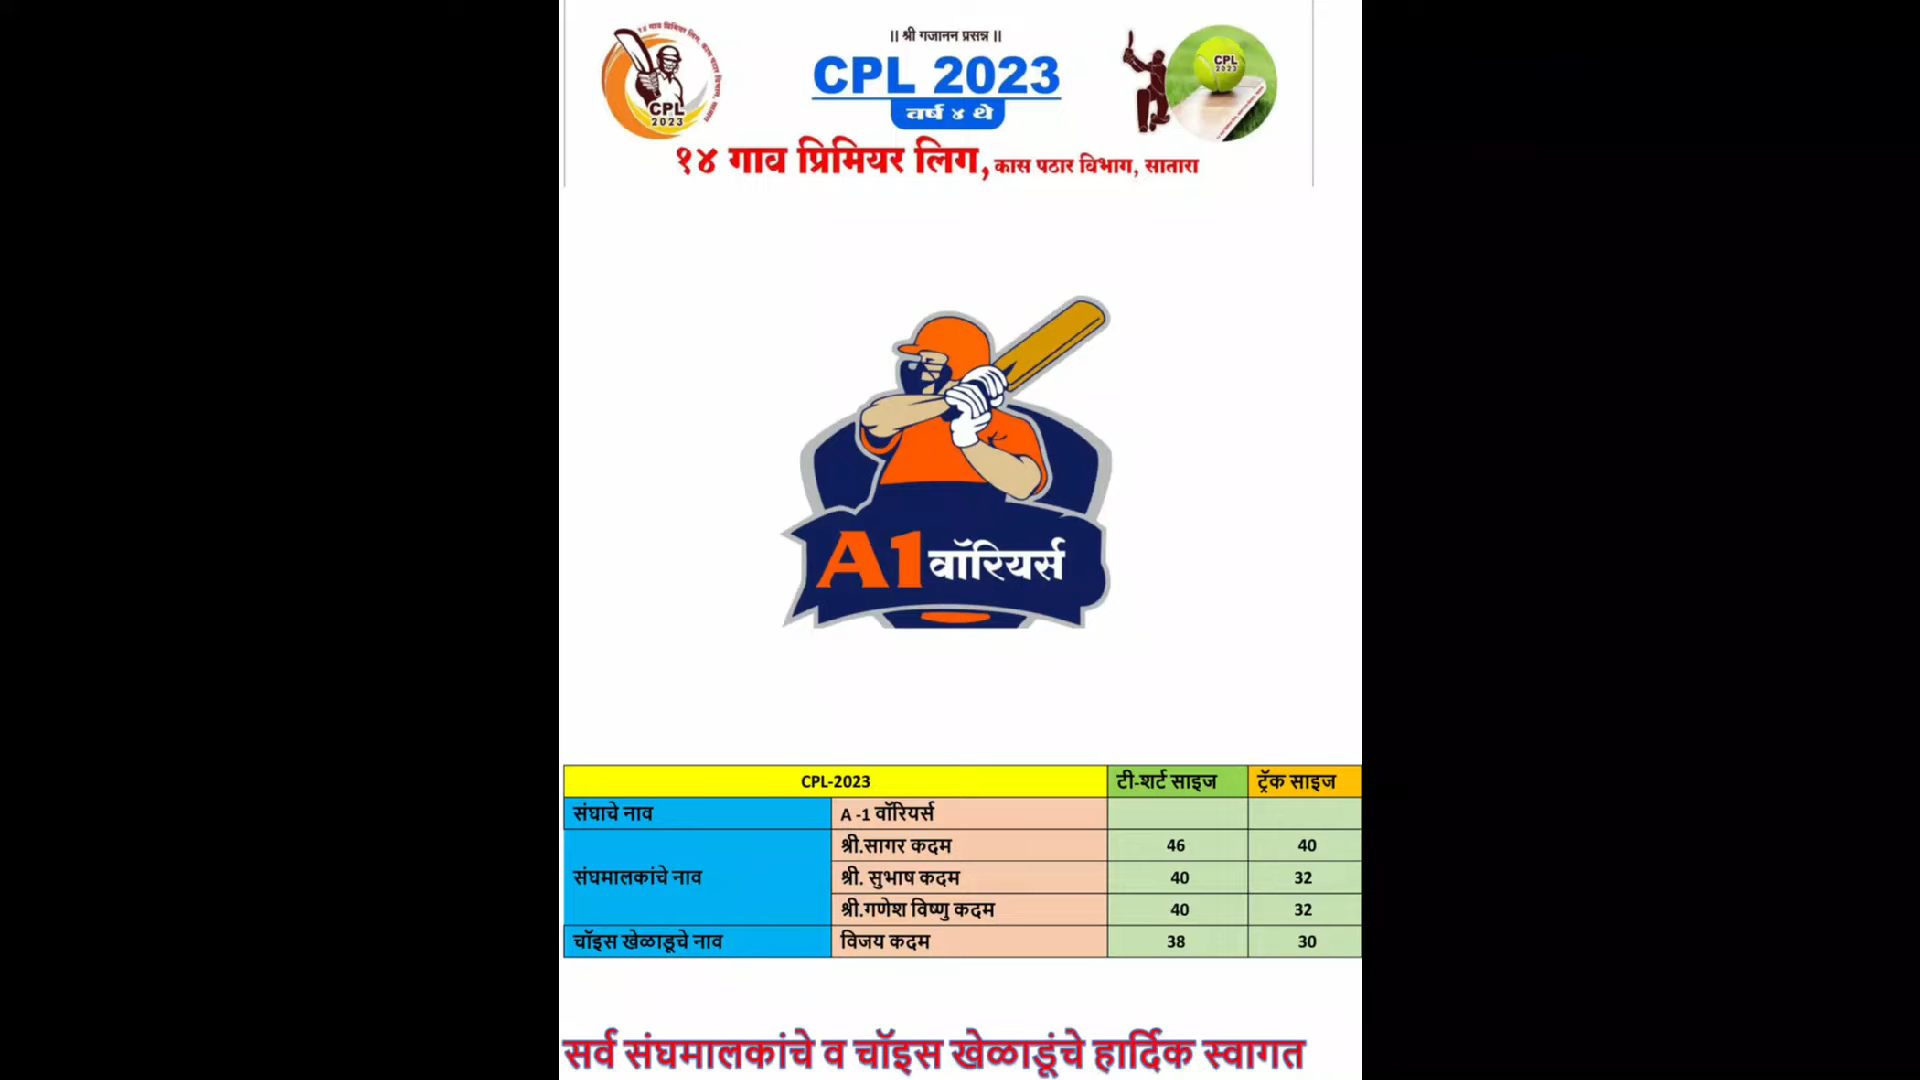 || श्री गजानन प्रसन्न ||
CPL 2023
वर्ष ४ थे
१४ गाव प्रिमियर लिग, कास पठार विभाग, सातारा
CPL
2023
CPL
2023
A1 वॉरियर्स
CPL-2023 टी-शर्ट साइज ट्रॅक साइज
संघाचे नाव A -1 वॉरियर्स
श्री.सागर कदम 46 40
संघमालकांचे नाव श्री. सुभाष कदम 40 32
श्री.गणेश विष्णु कदम 40 32
चॉइस खेळाडूचे नाव विजय कदम 38 30
सर्व संघमालकांचे व चॉइस खेळाडूंचे हार्दिक स्वागत